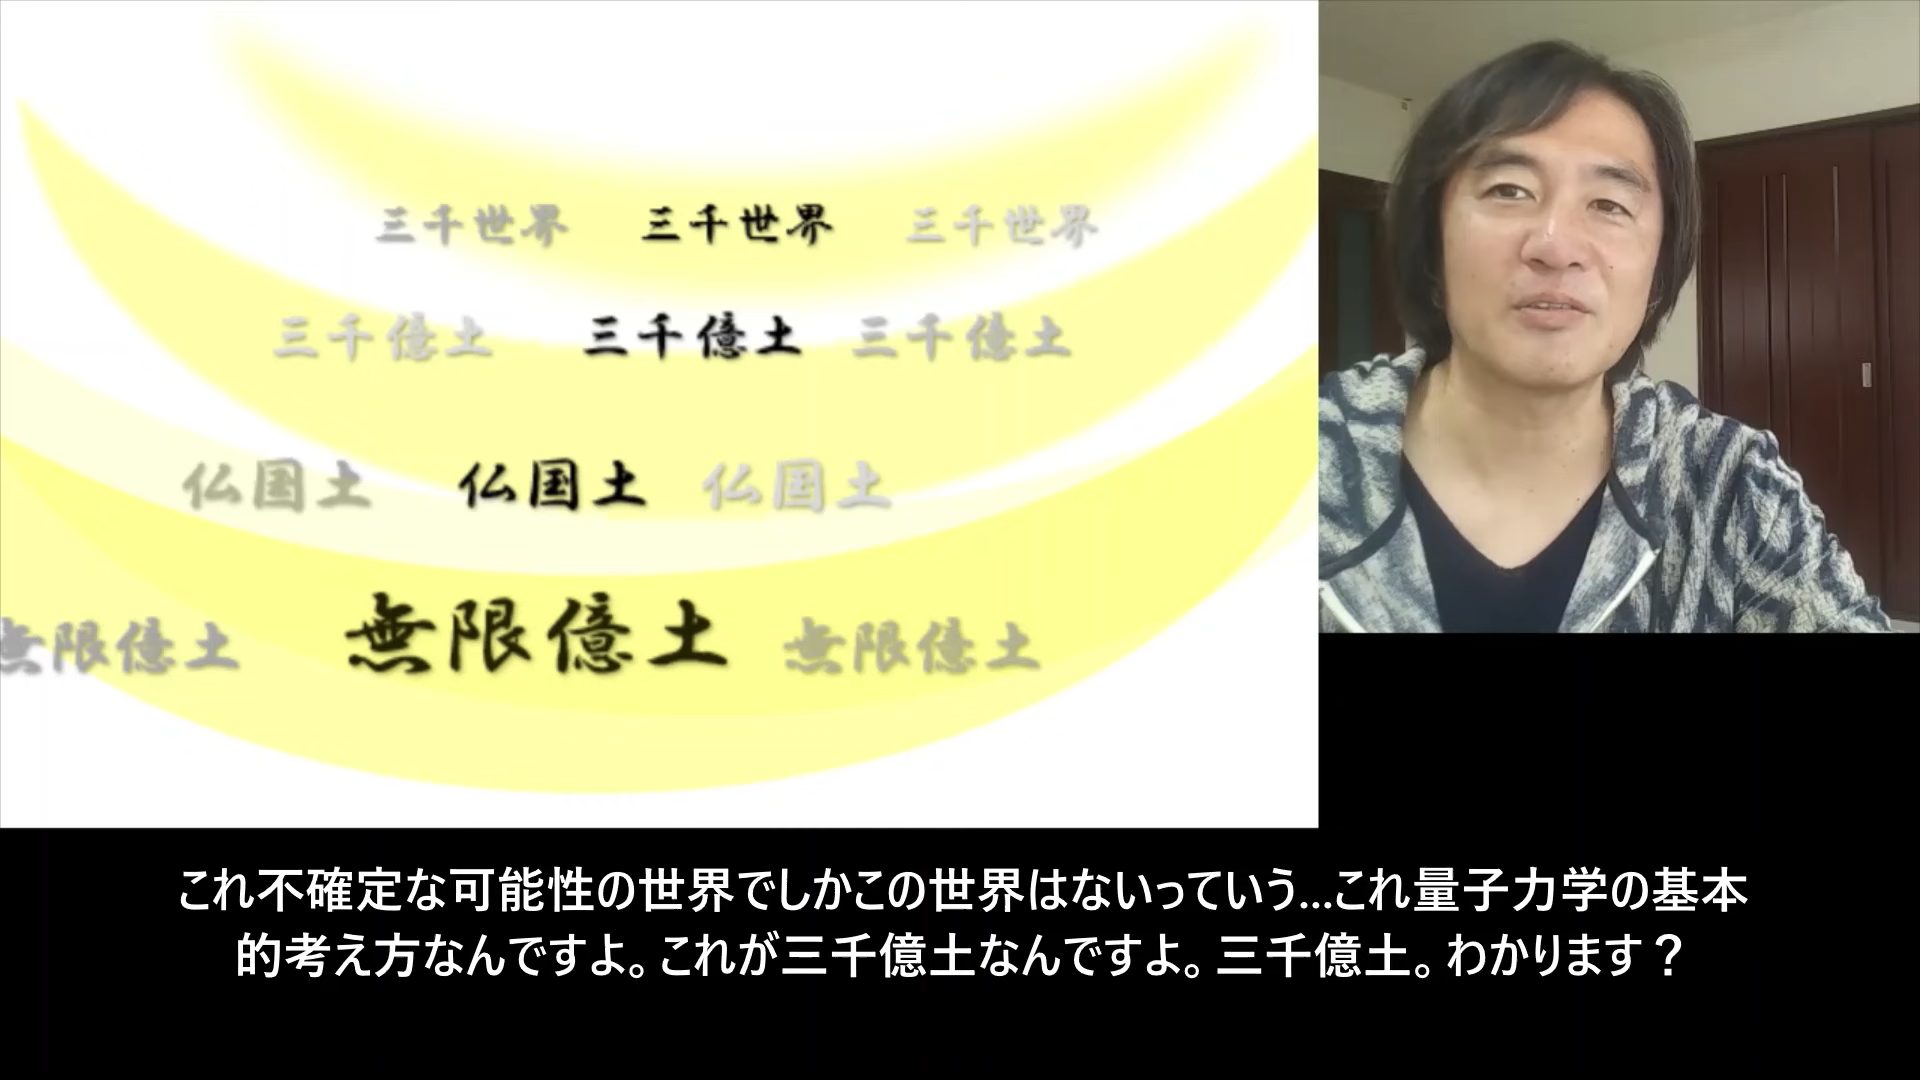 三千世界 三千世界 三千世界
三千億土 三千億土 三千億土
仏国土 仏国土 仏国土
無限億土 無限億土 無限億土
これ不確定な可能性の世界でしかこの世界はないっていう...これ量子力学の基本
的考え方なんですよ。これが三千億土なんですよ。三千億土。わかります？